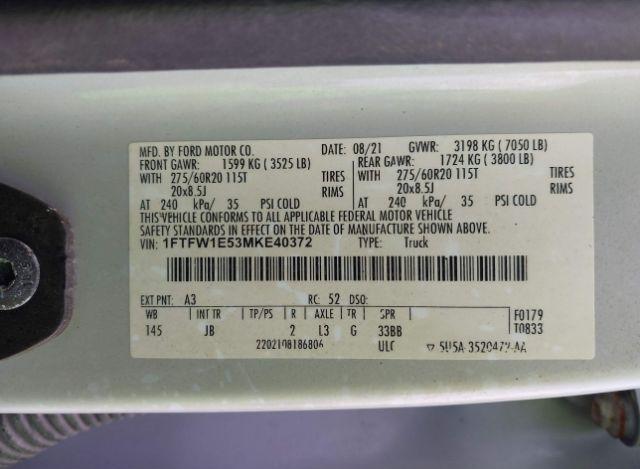 MFD. BY FORD MOTOR CO. DATE: 08/21 GVWR: 3198 KG ( 7050 LB)
FRONT GAWR: 1599 KG ( 3525 LB) REAR GAWR: 1724 KG ( 3800 LB)
WITH 275/60R20 115T TIRES WITH 275/60R20 115T TIRES
20x8.5J RIMS 20x8.5J RIMS
AT 240 kPa/ 35 PSI COLD AT 240 kPa/ 35 PSI COLD
THIS VEHICLE CONFORMS TO ALL APPLICABLE FEDERAL MOTOR VEHICLE
SAFETY STANDARDS IN EFFECT ON THE DATE OF MANUFACTURE SHOWN ABOVE.
VIN: 1FTFW1E53MKE40372 TYPE: Truck
EXT PNT: A3 RC: 52 DSO:
WB INT TR TP/PS R AXLE TR SPR F0179
145 JB 2 L3 G 33BB T0833
2202108186806 ULC 5U5A-3520472-AA